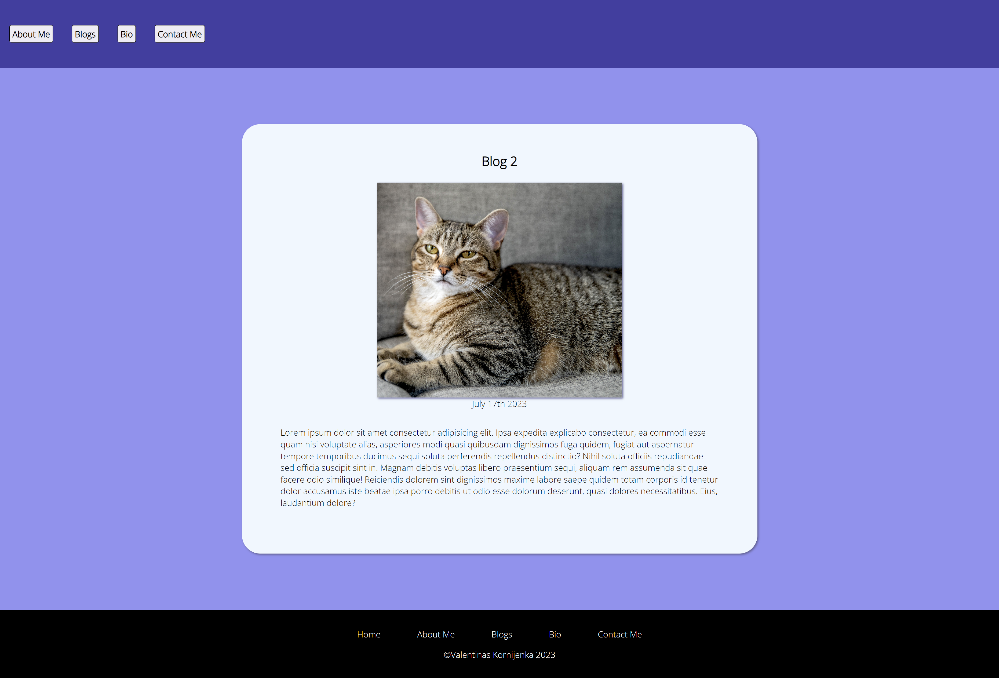 About Me Blogs Bio Contact Me
Blog 2
July 17th 2023
Lorem ipsum dolor sit amet consectetur adipisicing elit. Ipsa expedita explicabo consectetur, ea commodi esse
quam nisi voluptate alias, asperiores modi quasi quibusdam dignissimos fuga quidem, fugiat aut aspernatur
tempore temporibus ducimus sequi soluta perferendis repellendus distinctio? Nihil soluta officiis repudiandae
sed officia suscipit sint in. Magnam debitis voluptas libero praesentium sequi, aliquam rem assumenda sit quae
facere odio similique! Reiciendis dolorem sint dignissimos maxime labore saepe quidem totam corporis id tenetur
dolor accusamus iste beatae ipsa porro debitis ut odio esse dolorum deserunt, quasi dolores necessitatibus. Eius,
laudantium dolore?
Home About Me Blogs Bio Contact Me
©Valentinas Kornijenka 2023